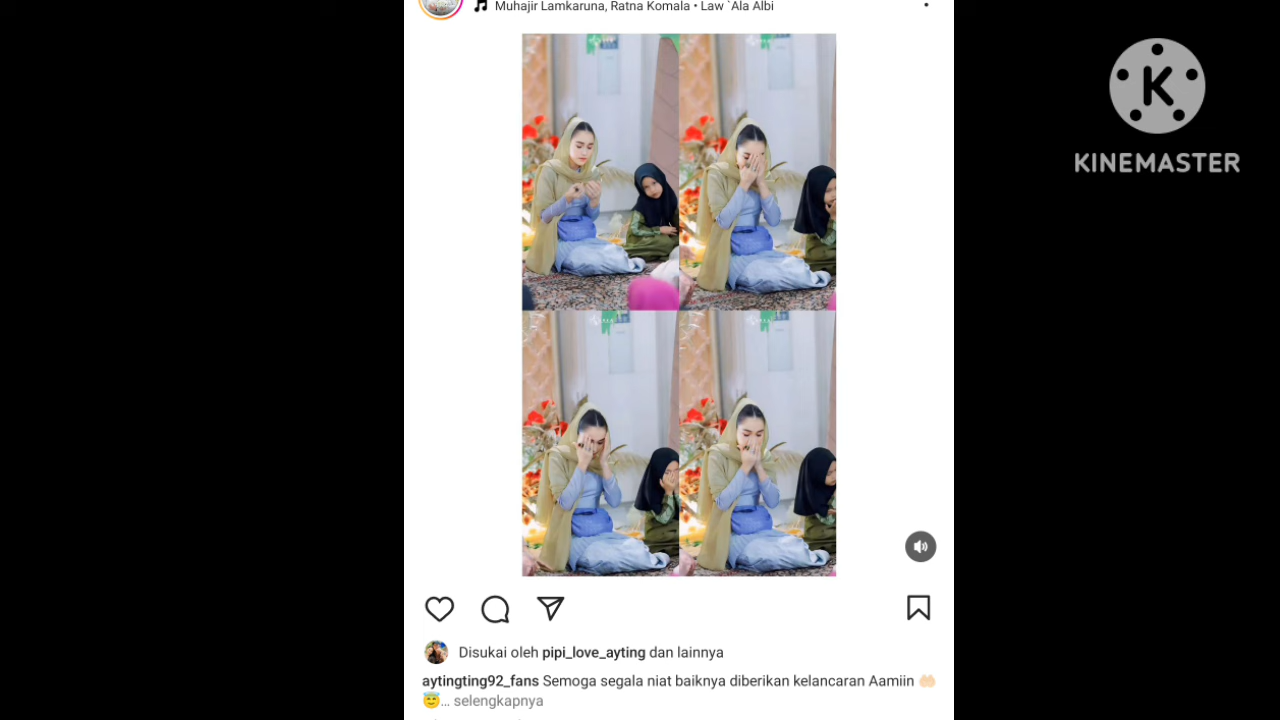 Muhajir Lamkaruna, Ratna Komala • Law `Ala Albi
KINEMASTER
Disukai oleh pipi_love_ayting dan lainnya
aytingting92_fans Semoga segala niat baiknya diberikan kelancaran Aamiin 🤲🏻
😇... selengkapnya